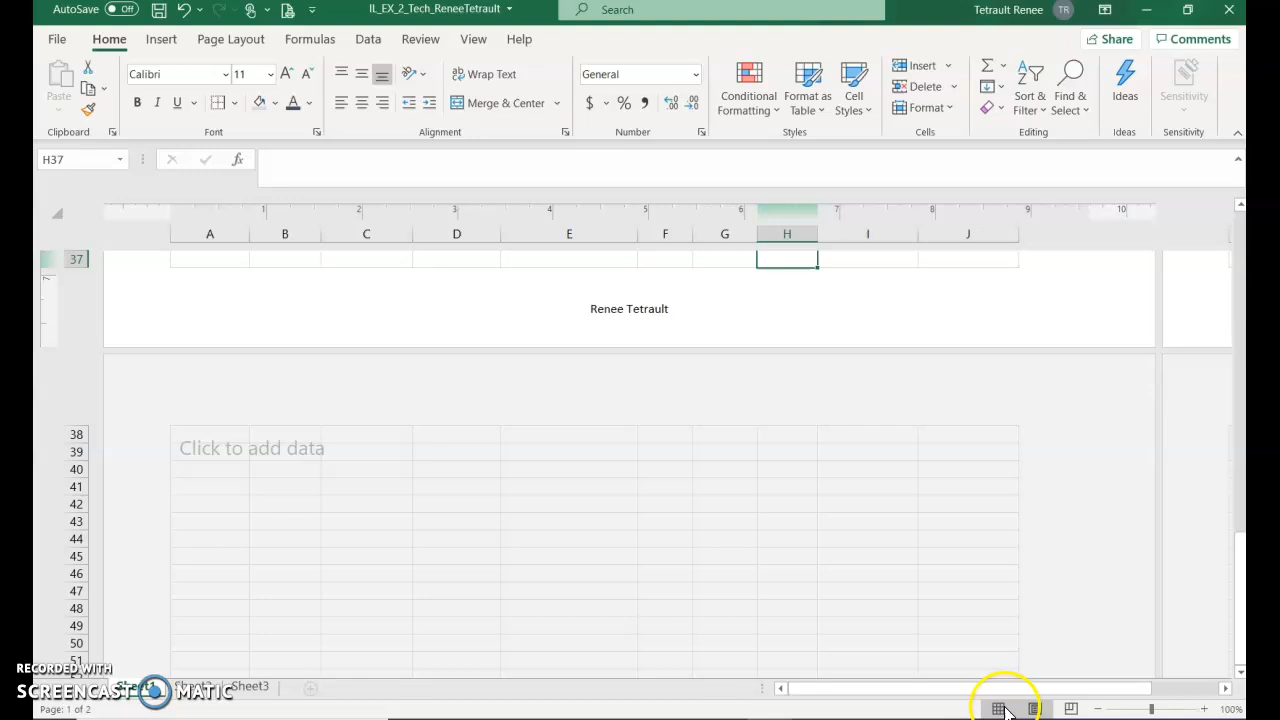 AutoSave Off IL_EX_2_Tech_ReneeTetrault Search Tetrault Renee TR
File Home Insert Page Layout Formulas Data Review View Help Share Comments
Paste Calibri 11 Wrap Text General Insert
B I U Merge & Center $ % Conditional Formatting Format as Table Cell Styles Delete Format Sort & Filter Find & Select Ideas Sensitivity
Clipboard Font Alignment Number Styles Cells Editing Ideas Sensitivity
H37 fx
1 2 3 4 5 6 7 8 9 10
A B C D E F G H I J
37
Renee Tetrault
38
Click to add data
39
40
41
42
43
44
45
46
47
48
49
50
51
RECORDED WITH
SCREENCAST MATIC
Sheet3
Page: 1 of 2 100%